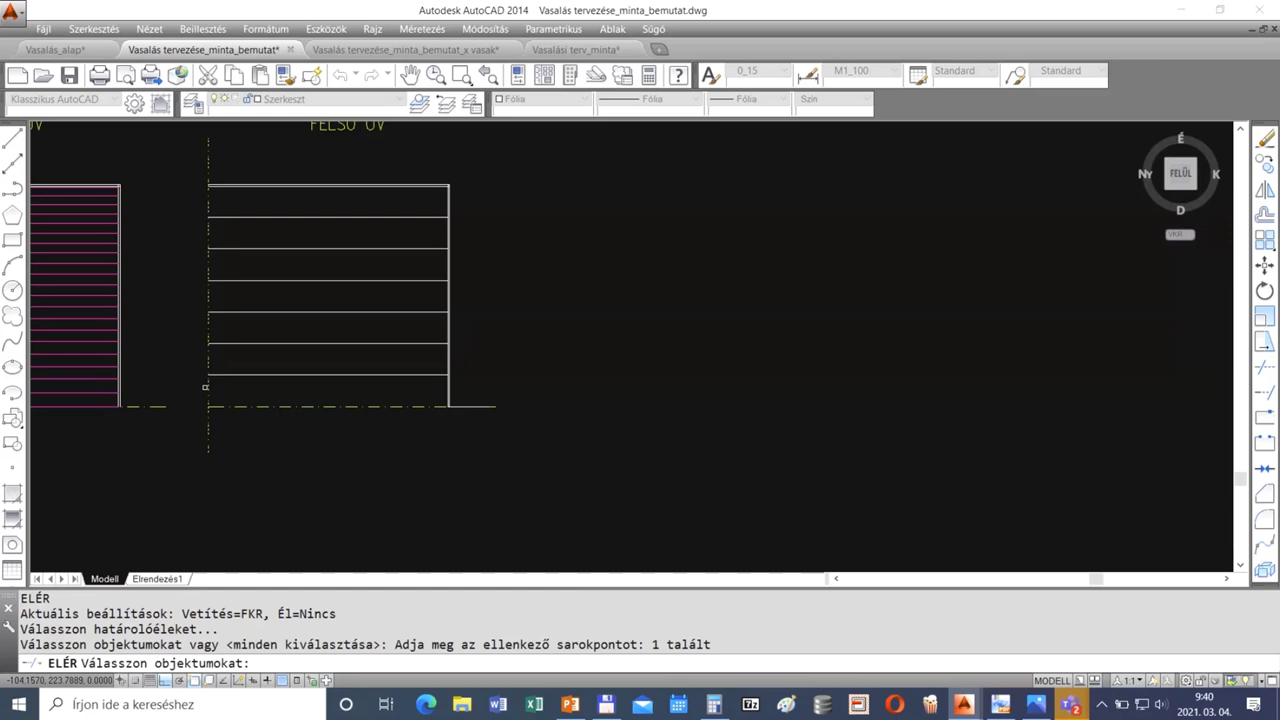 Autodesk AutoCAD 2014 Vasalás tervezése_minta_bemutat.dwg
Fájl Szerkesztés Nézet Beillesztés Formátum Eszközök Rajz Méretezés Módosítás Parametrikus Ablak Súgó
Vasalás_alap* Vasalás tervezése_minta_bemutat* Vasalás tervezése_minta_bemutat_x vasak* Vasalási terv_minta*
0_15 M1_100 Standard Standard
Klasszikus AutoCAD Szerkeszt Fólia Fólia Fólia Szín
ÖV FELSŐ ÖV
É
NY FELÜL K
D
VKR
Modell Elrendezés1
ELÉR
Aktuális beállítások: Vetítés=FKR, Él=Nincs
Válasszon határolóéleket...
Válasszon objektumokat vagy <minden kiválasztása>: Adja meg az ellenkező sarokpontot: 1 talált
ELÉR Válasszon objektumokat:
-104.1570, 223.7889, 0.0000 MODELL 1:1
Írjon ide a kereséshez
9:40
2021. 03. 04.